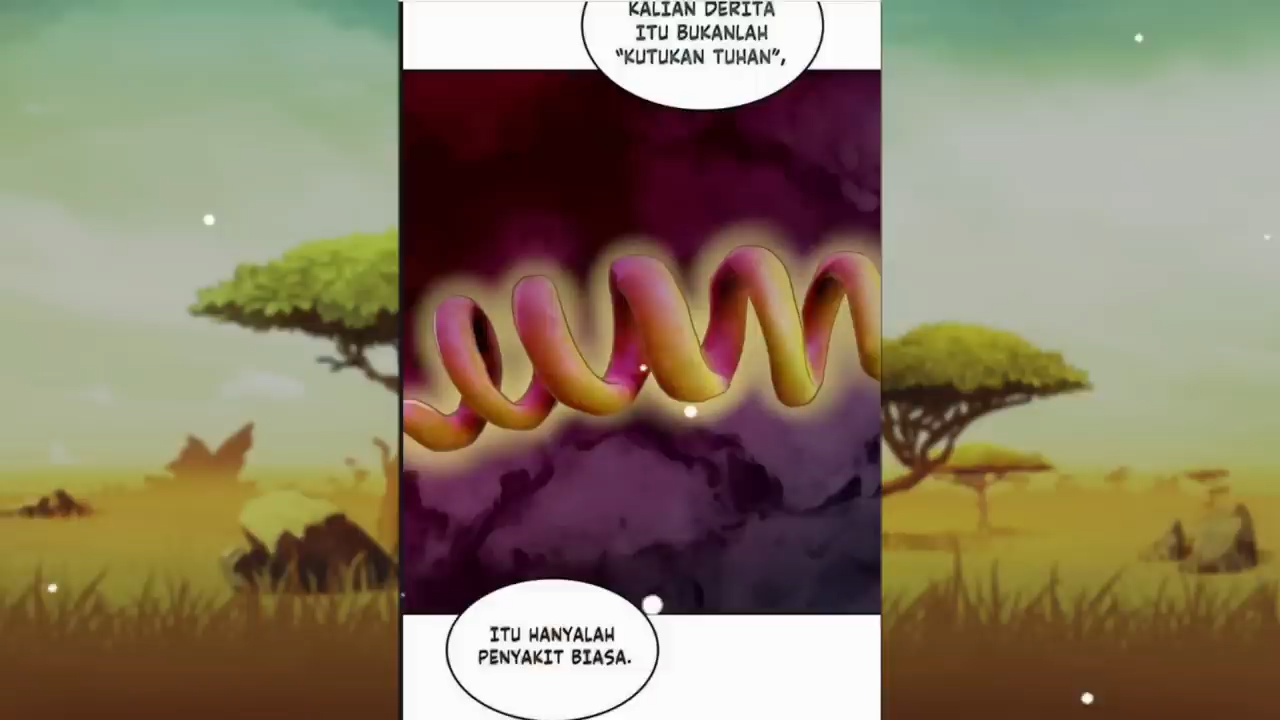 KALIAN DERITA
ITU BUKANLAH
“KUTUKAN TUHAN”,
ITU HANYALAH
PENYAKIT BIASA.